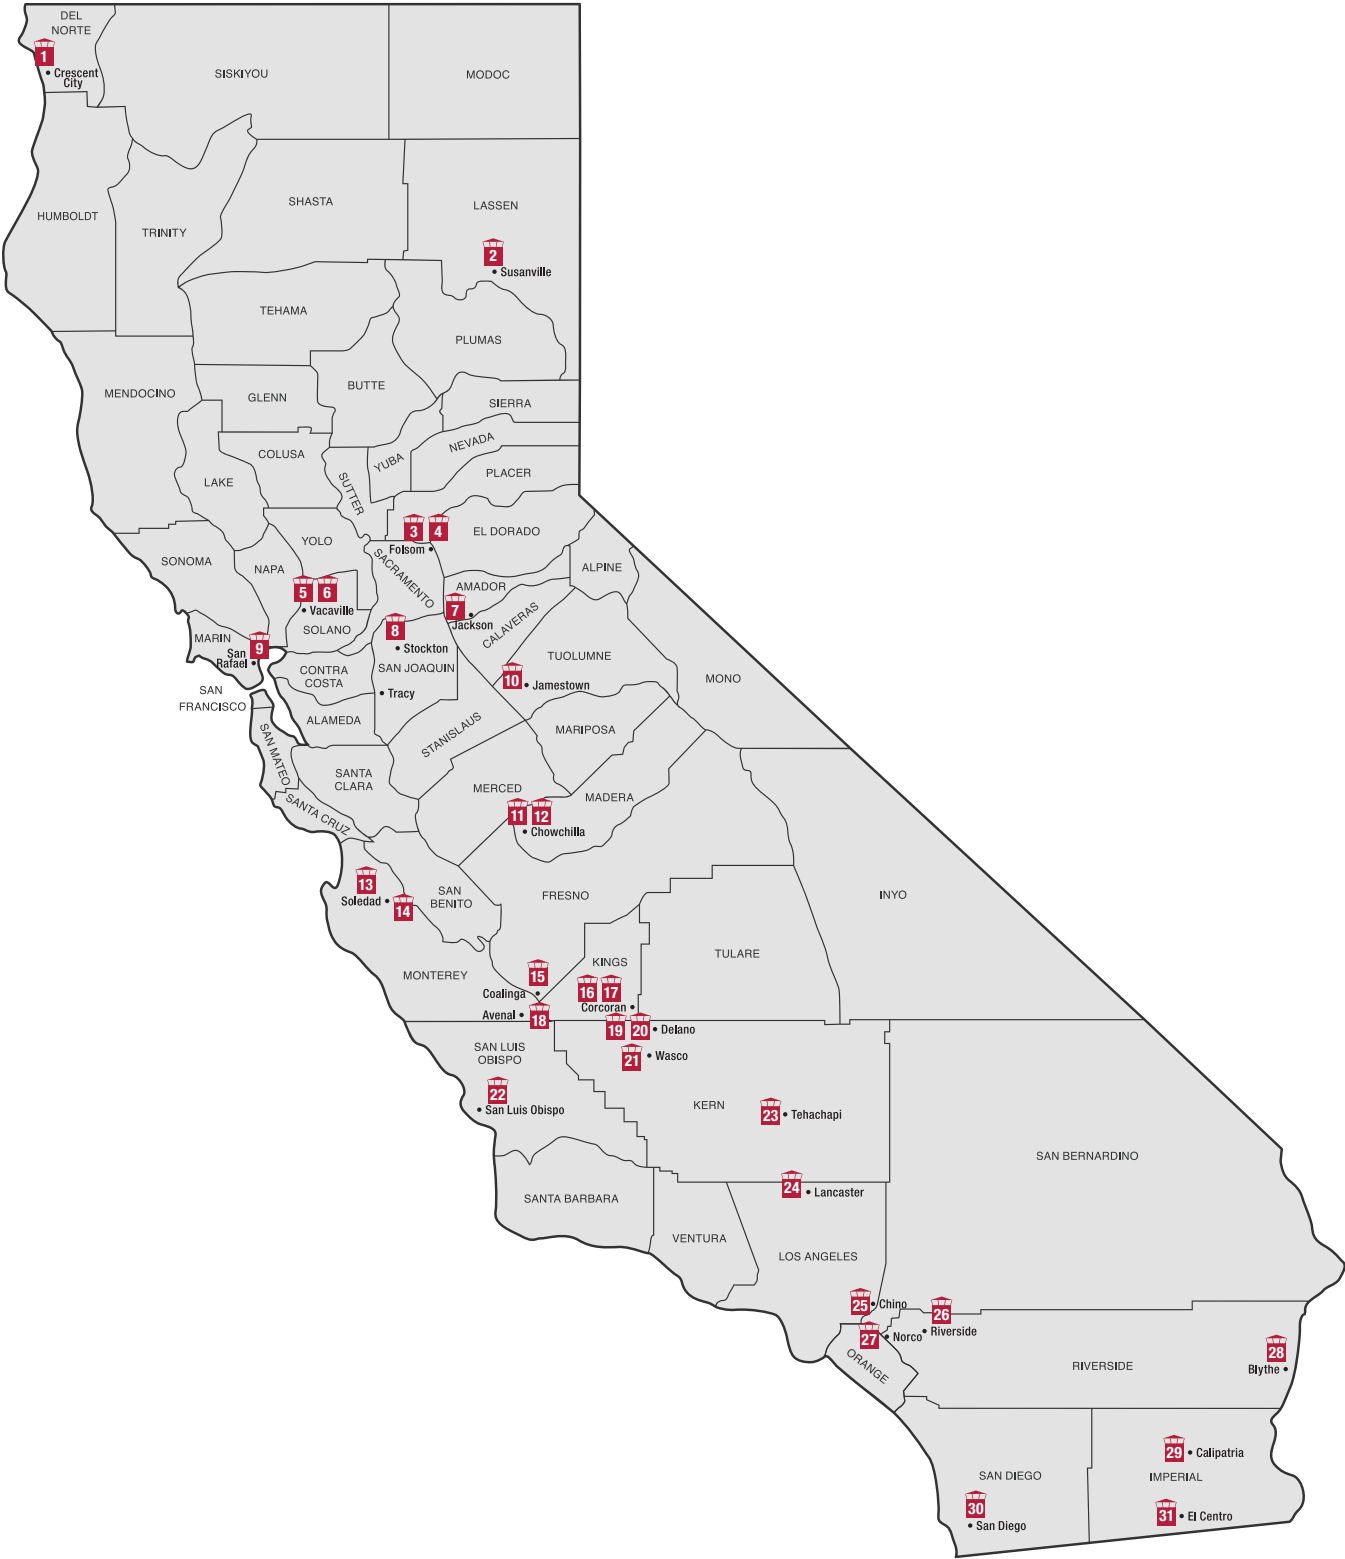 DEL
NORTE
1
Crescent
City
SISKIYOU
MODOC
HUMBOLDT
TRINITY
SHASTA
LASSEN
2
Susanville
TEHAMA
PLUMAS
MENDOCINO
GLENN
BUTTE
SIERRA
NEVADA
YUBA
COLUSA
PLACER
LAKE
SUTTER
3
4
Folsom
EL DORADO
YOLO
SONOMA
NAPA
SACRAMENTO
ALPINE
5
6
Vacaville
AMADOR
7
Jackson
CALAVERAS
SOLANO
8
Stockton
MARIN
9
San
Rafael
TUOLUMNE
CONTRA
COSTA
SAN JOAQUIN
10
Jamestown
MONO
Tracy
SAN
FRANCISCO
ALAMEDA
STANISLAUS
MARIPOSA
SAN MATEO
SANTA
CLARA
MERCED
MADERA
SANTA CRUZ
11
12
Chowchilla
13
Soledad
14
SAN
BENITO
FRESNO
INYO
MONTEREY
TULARE
KINGS
15
Coalinga
16
17
Corcoran
Avenal
18
19
20
Delano
21
Wasco
SAN LUIS
OBISPO
22
San Luis Obispo
KERN
23
Tehachapi
SAN BERNARDINO
24
Lancaster
SANTA BARBARA
VENTURA
LOS ANGELES
25
Chino
26
Riverside
27
Norco
ORANGE
28
Blythe
RIVERSIDE
29
Calipatria
SAN DIEGO
IMPERIAL
30
San Diego
31
El Centro